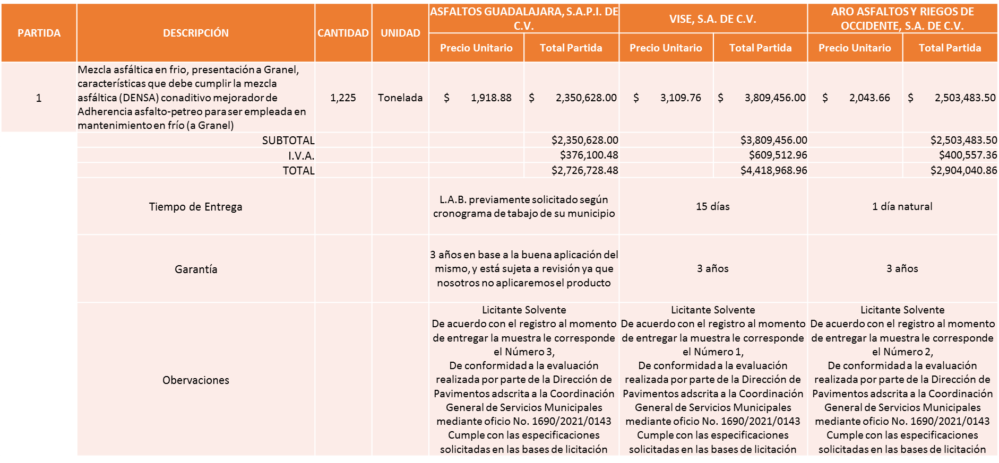 PARTIDA
DESCRIPCIÓN
CANTIDAD
UNIDAD
ASFALTOS GUADALAJARA, S.A.P.I. DE
C.V.
VISE, S.A. DE C.V.
ARO ASFALTOS Y RIEGOS DE
OCCIDENTE, S.A. DE C.V.
Precio Unitario
Total Partida
Precio Unitario
Total Partida
Precio Unitario
Total Partida
1
Mezcla asfáltica en frio, presentación a Granel,
características que debe cumplir la mezcla
asfáltica (DENSA) conaditivo mejorador de
Adherencia asfalto-petreo para ser empleada en
mantenimiento en frío (a Granel)
1,225
Tonelada
$ 1,918.88
$ 2,350,628.00
$ 3,109.76
$ 3,809,456.00
$ 2,043.66
$ 2,503,483.50
SUBTOTAL
$2,350,628.00
$3,809,456.00
$2,503,483.50
I.V.A.
$376,100.48
$609,512.96
$400,557.36
TOTAL
$2,726,728.48
$4,418,968.96
$2,904,040.86
Tiempo de Entrega
L.A.B. previamente solicitado según
cronograma de tabajo de su municipio
15 días
1 día natural
Garantía
3 años en base a la buena aplicación del
mismo, y está sujeta a revisión ya que
nosotros no aplicaremos el producto
3 años
3 años
Obervaciones
Licitante Solvente
De acuerdo con el registro al momento
de entregar la muestra le corresponde
el Número 3,
De conformidad a la evaluación
realizada por parte de la Dirección de
Pavimentos adscrita a la Coordinación
General de Servicios Municipales
mediante oficio No. 1690/2021/0143
Cumple con las especificaciones
solicitadas en las bases de licitación
Licitante Solvente
De acuerdo con el registro al momento
de entregar la muestra le corresponde
el Número 1,
De conformidad a la evaluación
realizada por parte de la Dirección de
Pavimentos adscrita a la Coordinación
General de Servicios Municipales
mediante oficio No. 1690/2021/0143
Cumple con las especificaciones
solicitadas en las bases de licitación
Licitante Solvente
De acuerdo con el registro al momento
de entregar la muestra le corresponde
el Número 2,
De conformidad a la evaluación
realizada por parte de la Dirección de
Pavimentos adscrita a la Coordinación
General de Servicios Municipales
mediante oficio No. 1690/2021/0143
Cumple con las especificaciones
solicitadas en las bases de licitación